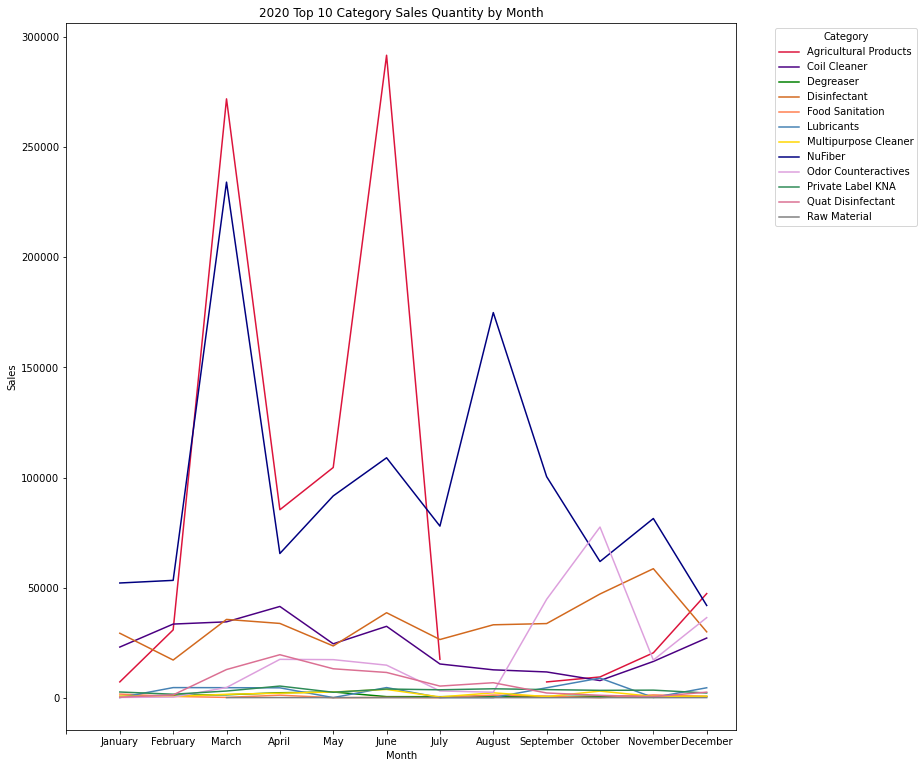 2020 Top 10 Category Sales Quantity by Month
300000
250000
200000
150000
100000
50000
0
Sales
January February March April May June July August September October November December
Month
Category
Agricultural Products
Coil Cleaner
Degreaser
Disinfectant
Food Sanitation
Lubricants
Multipurpose Cleaner
NuFiber
Odor Counteractives
Private Label KNA
Quat Disinfectant
Raw Material